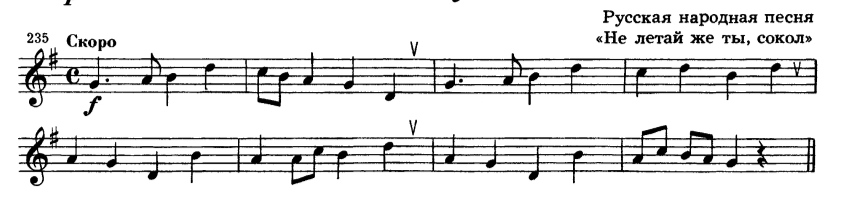 Русская народная песня
235 Скоро
«Не летай же ты, сокол»
f